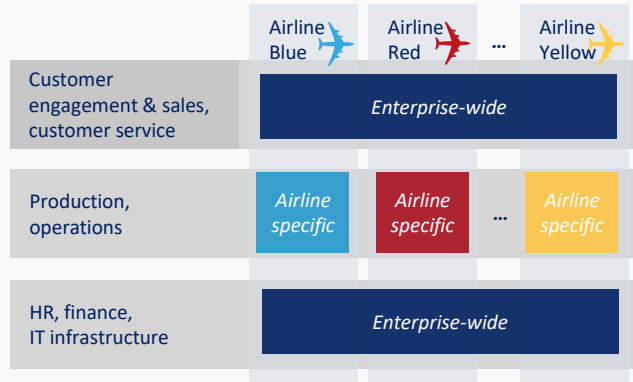 Airline
Blue
Airline
Red
...
Airline
Yellow
Customer
engagement & sales,
customer service
Enterprise-wide
Production,
operations
Airline
specific
Airline
specific
...
Airline
specific
HR, finance,
IT infrastructure
Enterprise-wide